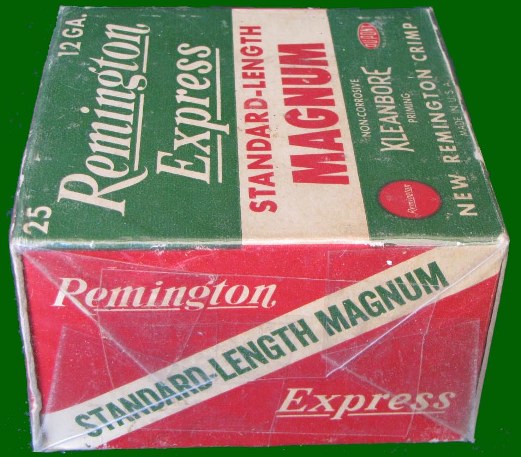 12 GA.
25
Remington
Express
STANDARD-LENGTH
MAGNUM
DUPONT
NON-CORROSIVE
KLEANBORE
PRIMING
Remington
NEW REMINGTON CRIMP
MADE IN U.S.A.
Remington
STANDARD-LENGTH MAGNUM
Express